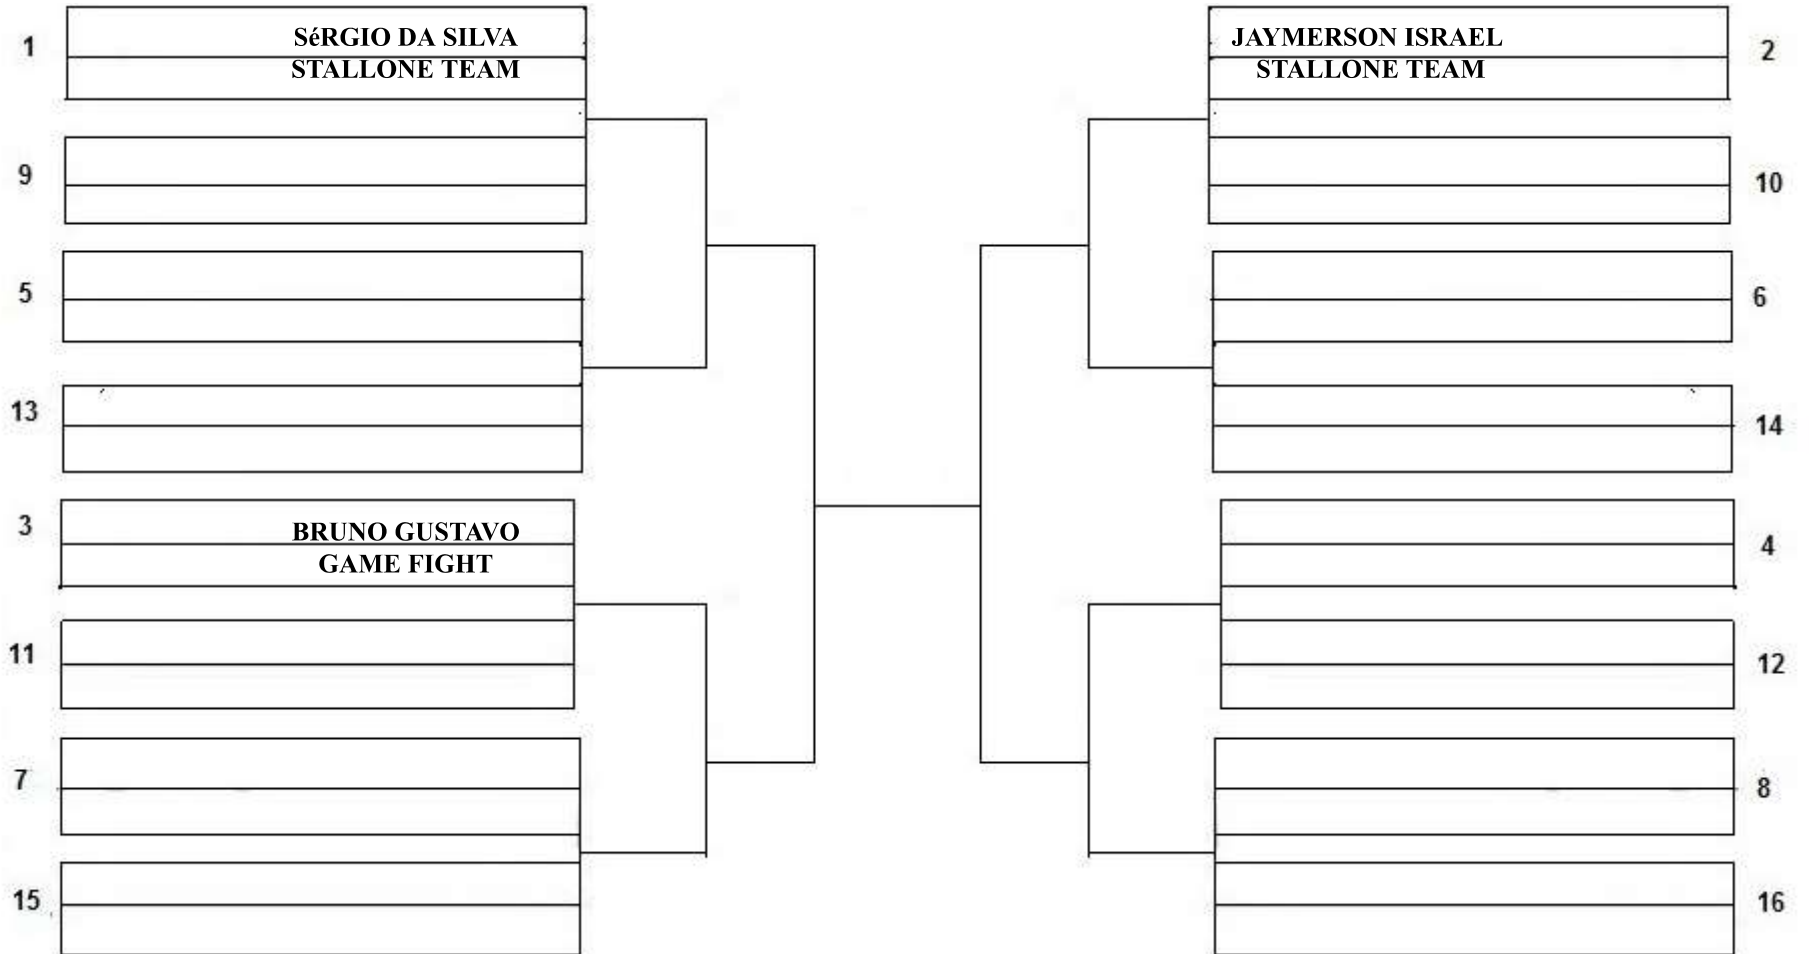 1
SéRGIO DA SILVA
STALLONE TEAM
9
5
13
3
BRUNO GUSTAVO
GAME FIGHT
11
7
15
JAYMERSON ISRAEL
STALLONE TEAM
2
10
6
14
4
12
8
16